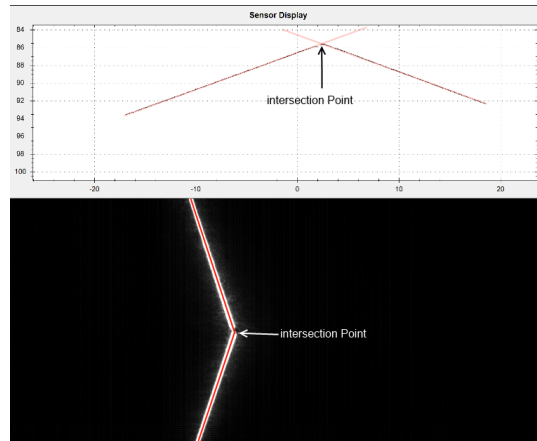 Sensor Display
84
86
88
90
92
94
96
98
100
-20 -10 0 10 20
intersection Point
intersection Point